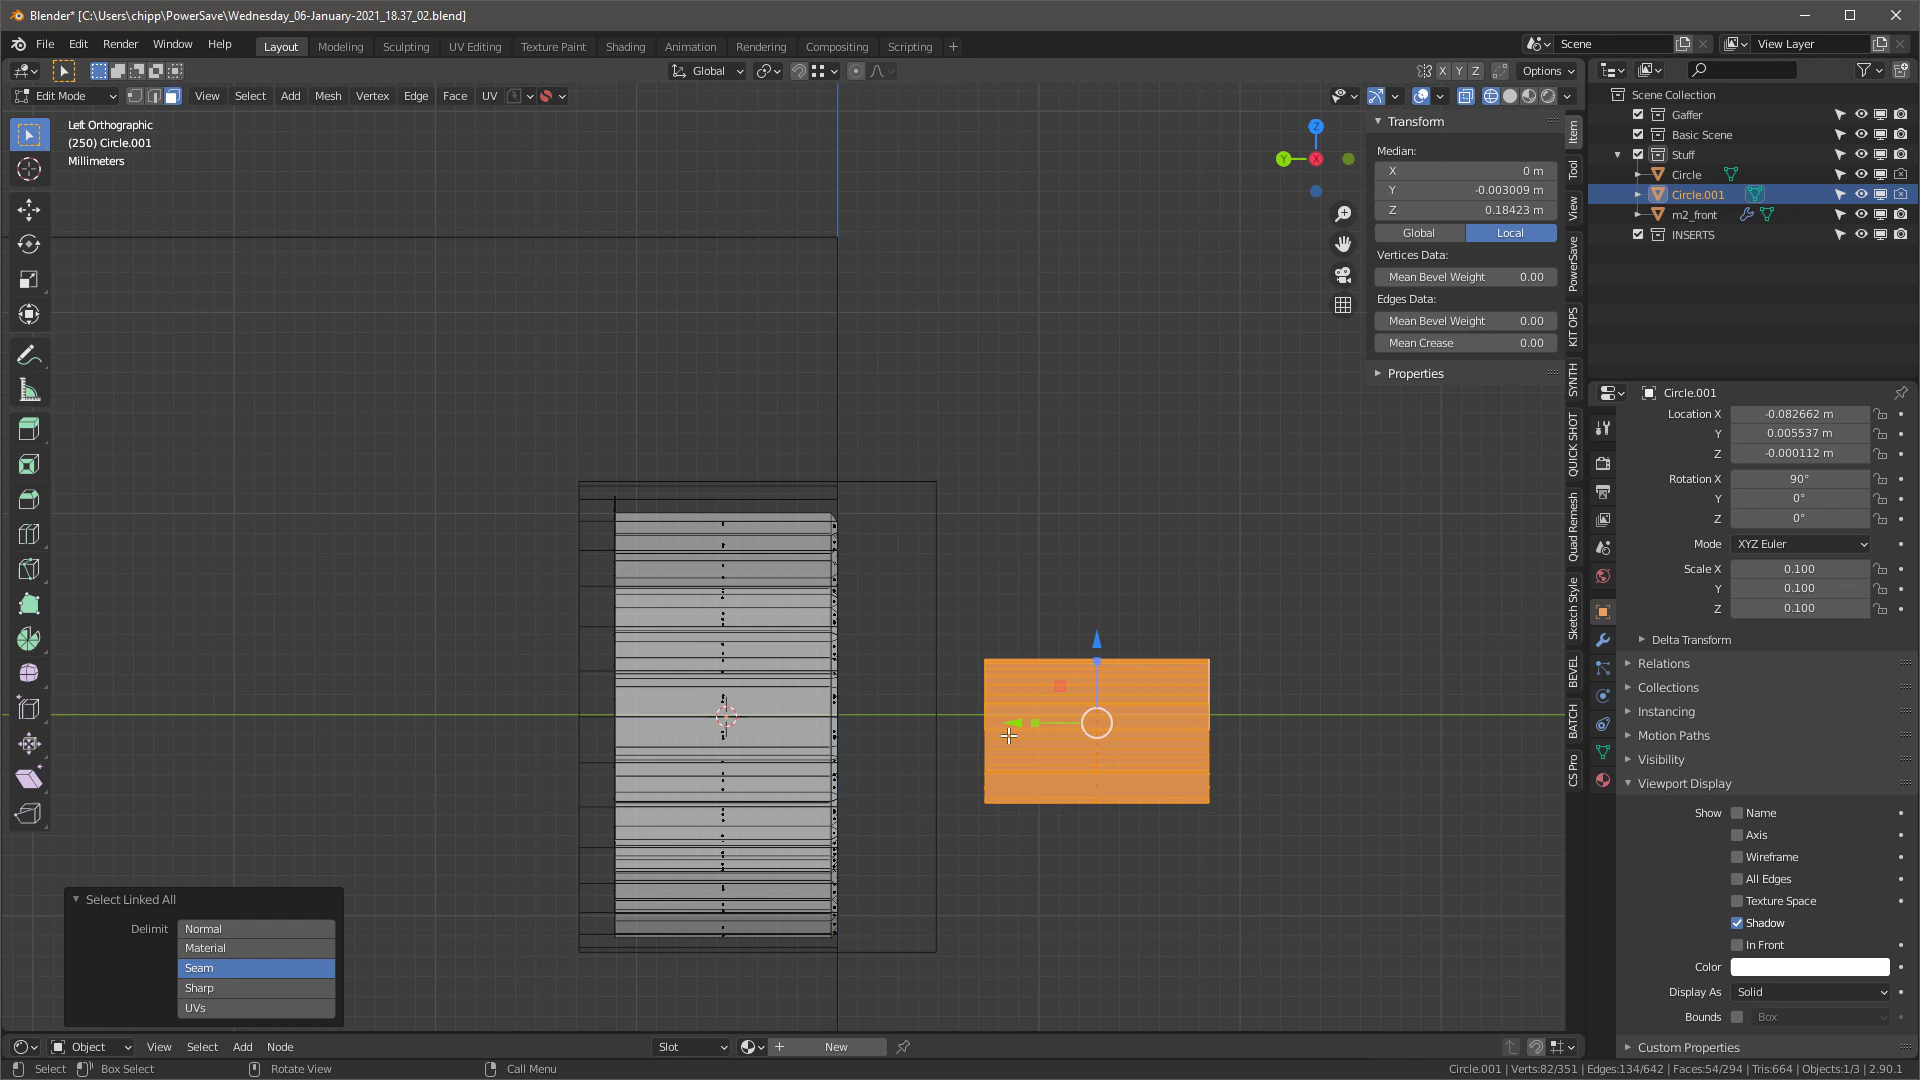 Blender* [C:\Users\chipp\PowerSave\Wednesday_06-January-2021_18.37_02.blend]
File Edit Render Window Help Layout Modeling Sculpting UV Editing Texture Paint Shading Animation Rendering Compositing Scripting + Scene View Layer
Global X Y Z Options
Edit Mode View Select Add Mesh Vertex Edge Face UV
Left Orthographic
(250) Circle.001
Millimeters
Z
Y
X
Transform
Median:
X 0 m
Y -0.003009 m
Z 0.18423 m
Global Local
Vertices Data:
Mean Bevel Weight 0.00
Edges Data:
Mean Bevel Weight 0.00
Mean Crease 0.00
Properties
Item
Tool
View
PowerSave
KIT OPS
SYNTH
QUICK SHOT
Quad Remesh
Sketch Style
BEVEL
BATCH
CS Pro
Scene Collection
Gaffer
Basic Scene
Stuff
Circle
Circle.001
m2_front
INSERTS
Circle.001
Location X -0.082662 m
Y 0.005537 m
Z -0.000112 m
Rotation X 90°
Y 0°
Z 0°
Mode XYZ Euler
Scale X 0.100
Y 0.100
Z 0.100
Delta Transform
Relations
Collections
Instancing
Motion Paths
Visibility
Viewport Display
Show Name
Axis
Wireframe
All Edges
Texture Space
Shadow
In Front
Color
Display As Solid
Bounds Box
Custom Properties
Select Linked All
Delimit Normal
Material
Seam
Sharp
UVs
Object View Select Add Node Slot + New
Select Box Select Rotate View Call Menu Circle.001 | Verts:82/351 | Edges:134/642 | Faces:54/294 | Tris:664 | Objects:1/3 | 2.90.1